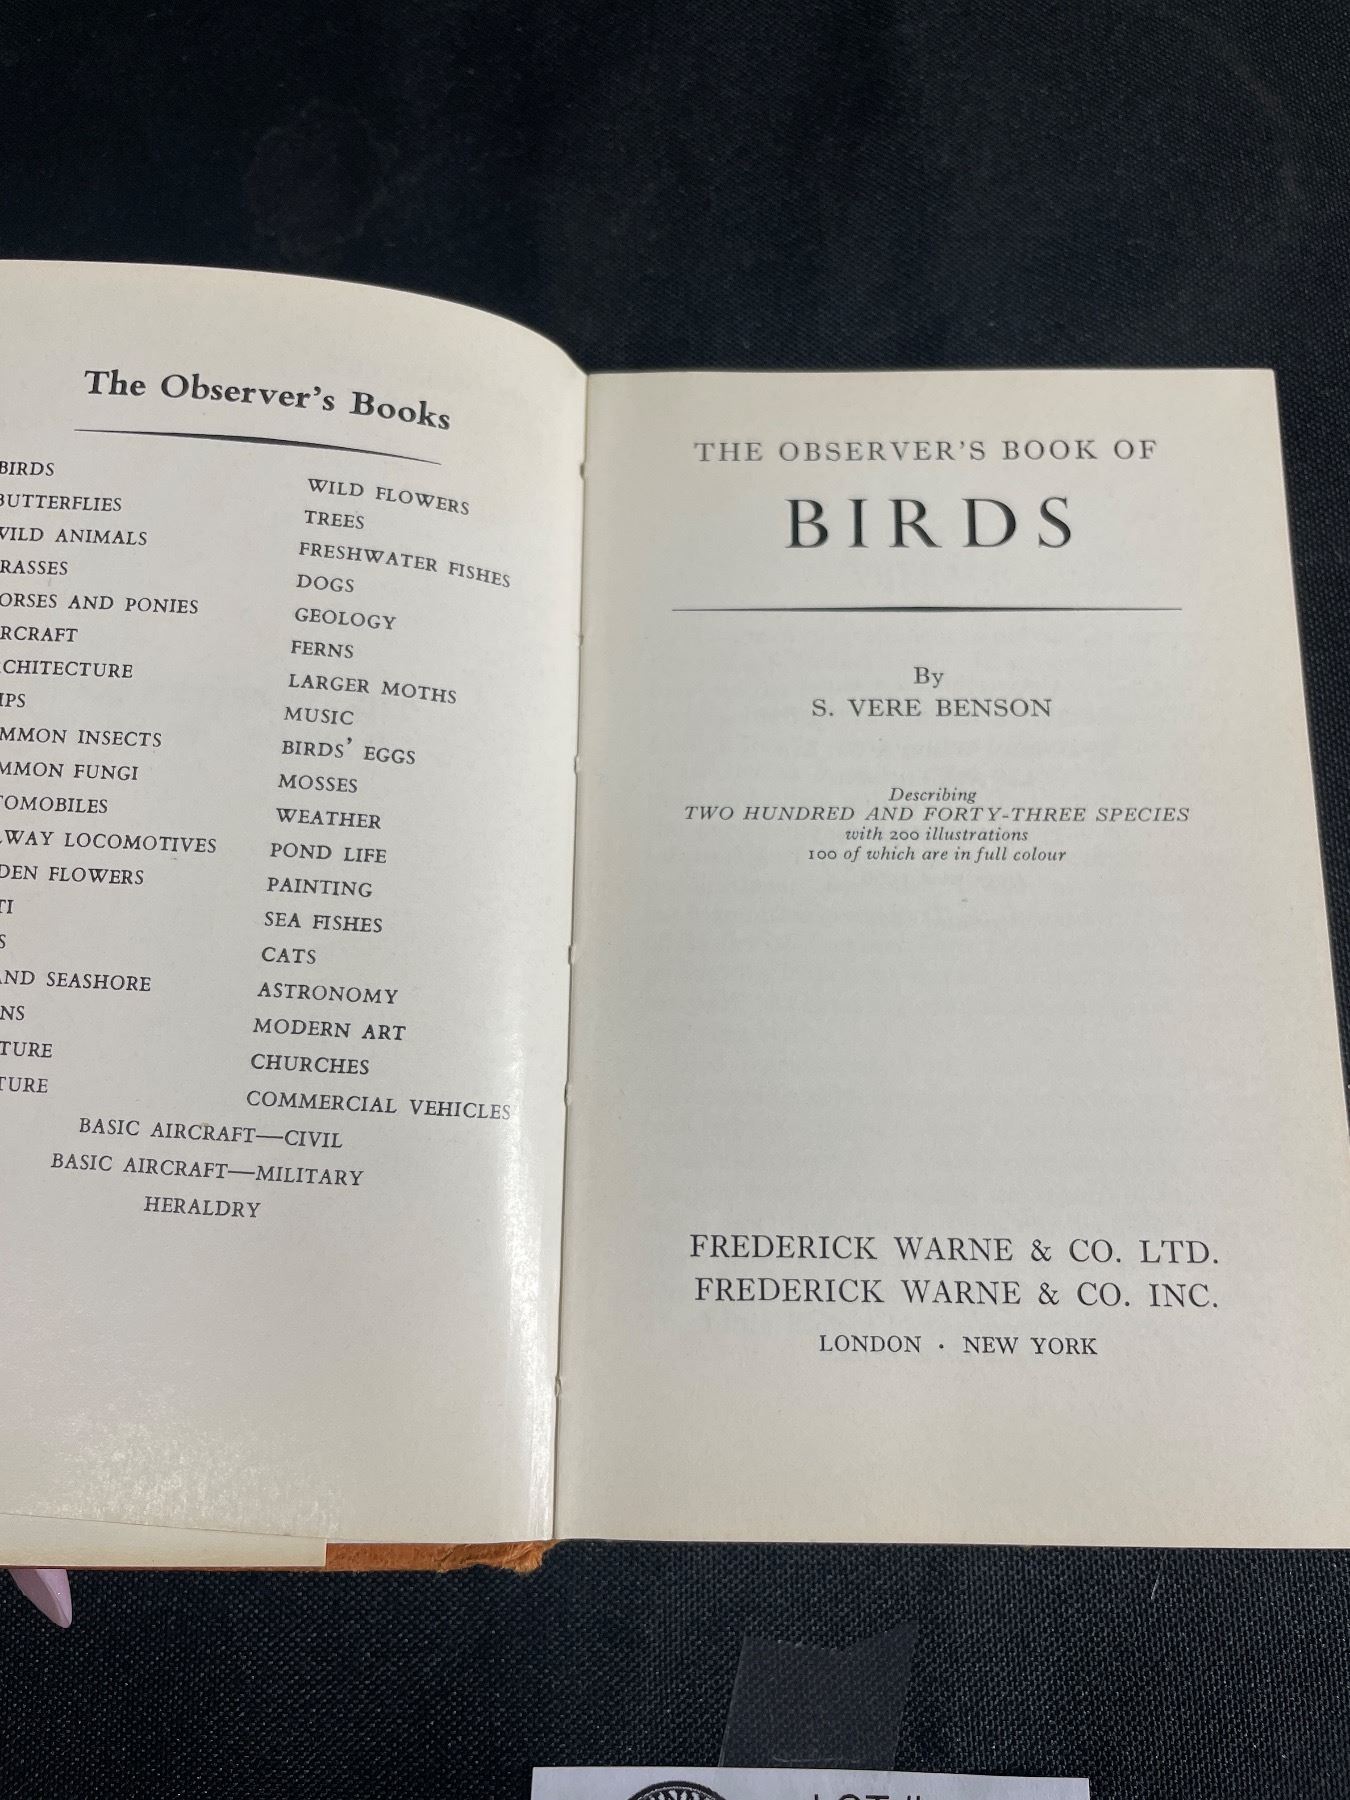 The Observer's Books
BIRDS
BUTTERFLIES
WILD ANIMALS
RASSES
ORSES AND PONIES
RCRAFT
CHITECTURE
IPS
MMON INSECTS
MMON FUNGI
TOMOBILES
LWAY LOCOMOTIVES
DEN FLOWERS
TI
S
AND SEASHORE
NS
TURE
TURE
WILD FLOWERS
TREES
FRESHWATER FISHES
DOGS
GEOLOGY
FERNS
LARGER MOTHS
MUSIC
BIRDS' EGGS
MOSSES
WEATHER
POND LIFE
PAINTING
SEA FISHES
CATS
ASTRONOMY
MODERN ART
CHURCHES
COMMERCIAL VEHICLES
BASIC AIRCRAFT—CIVIL
BASIC AIRCRAFT—MILITARY
HERALDRY
THE OBSERVER'S BOOK OF
BIRDS
By
S. VERE BENSON
Describing
TWO HUNDRED AND FORTY-THREE SPECIES
with 200 illustrations
100 of which are in full colour
FREDERICK WARNE & CO. LTD.
FREDERICK WARNE & CO. INC.
LONDON · NEW YORK
LOT #